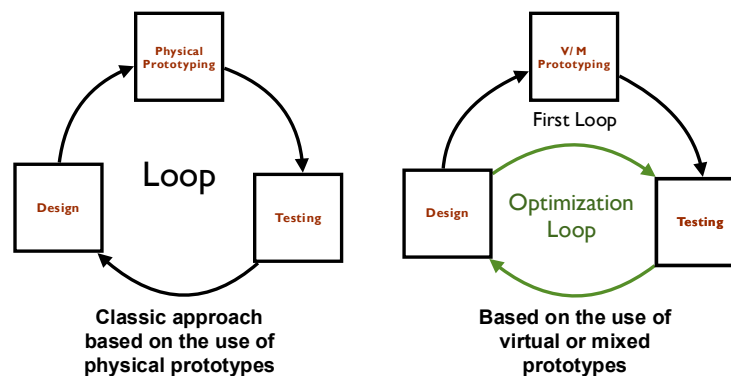 Physical
Prototyping
Loop
Design
Testing
Classic approach
based on the use of
physical prototypes
V/ M
Prototyping
First Loop
Design
Optimization
Loop
Testing
Based on the use of
virtual or mixed
prototypes